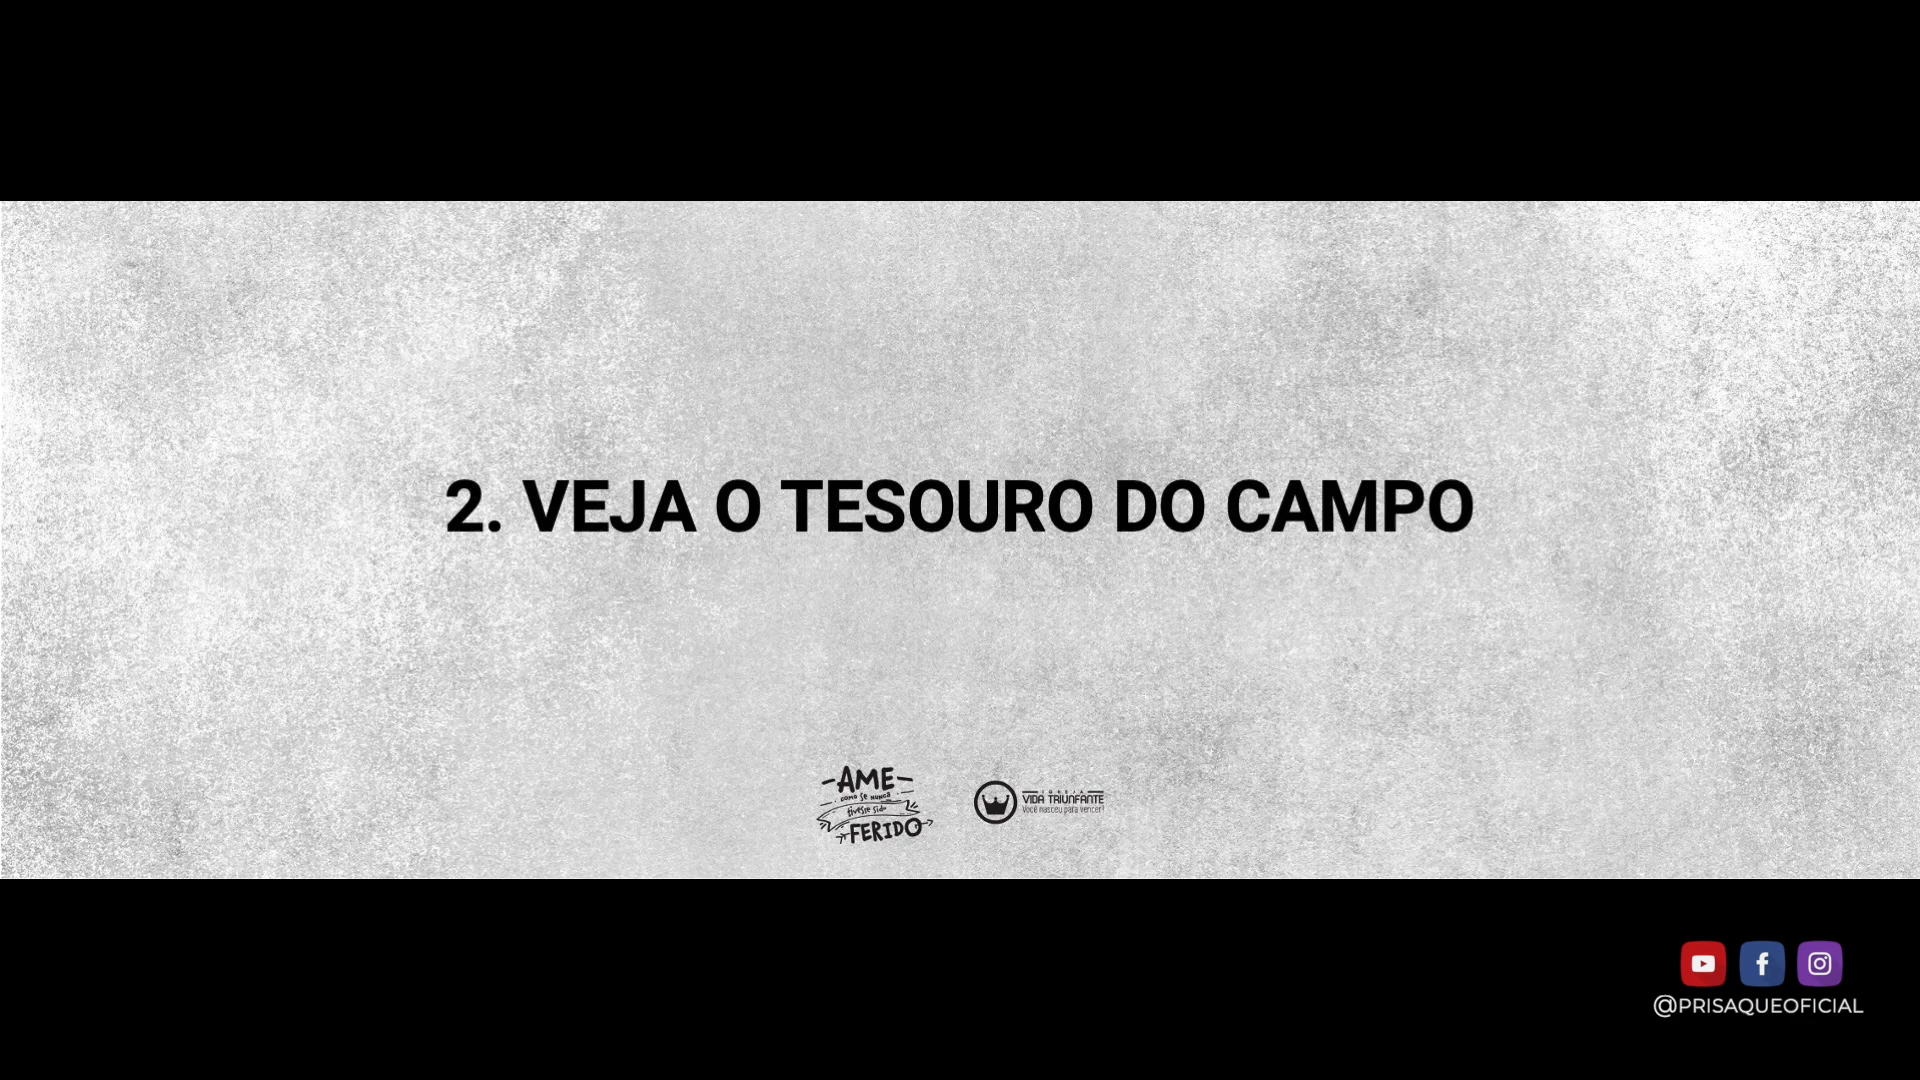 2. VEJA O TESOURO DO CAMPO
AME
COMO SE NUNCA
tivesse sido
FERIDO
IGREJA
VIDA TRIUNFANTE
Você nasceu para vencer!
@PRISAQUEOFICIAL